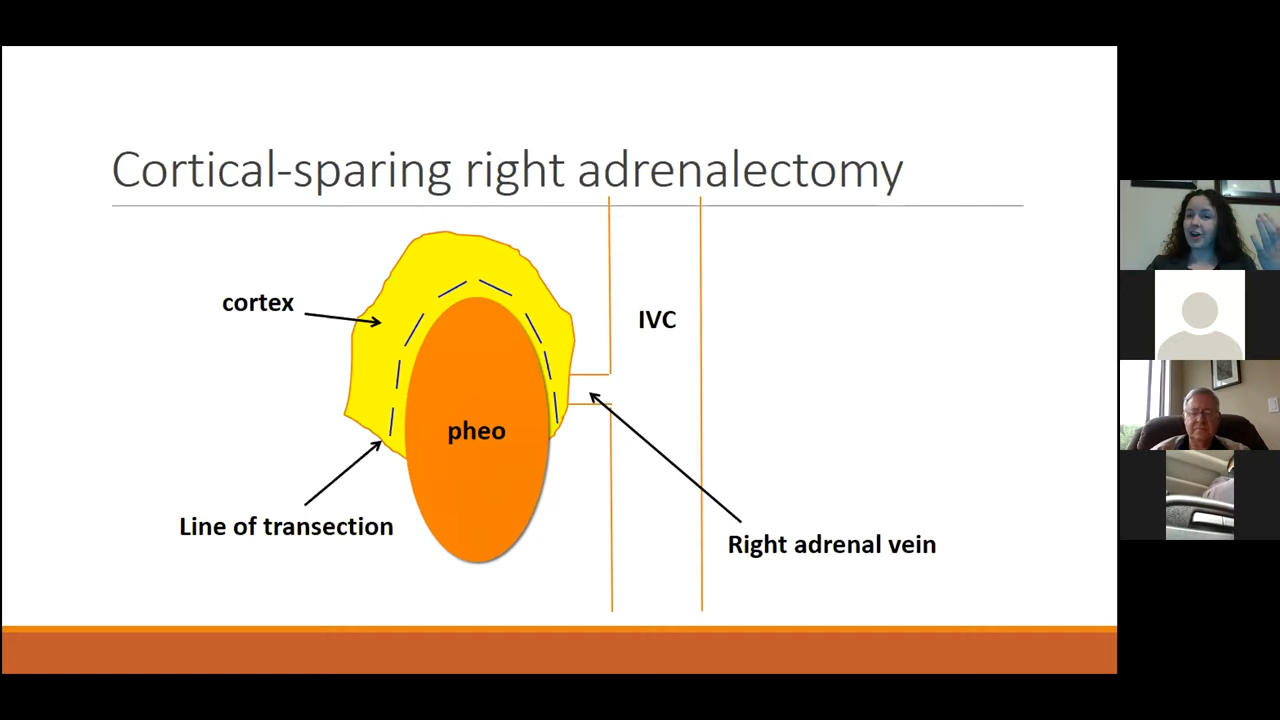 Cortical-sparing right adrenalectomy
cortex
IVC
pheo
Line of transection
Right adrenal vein